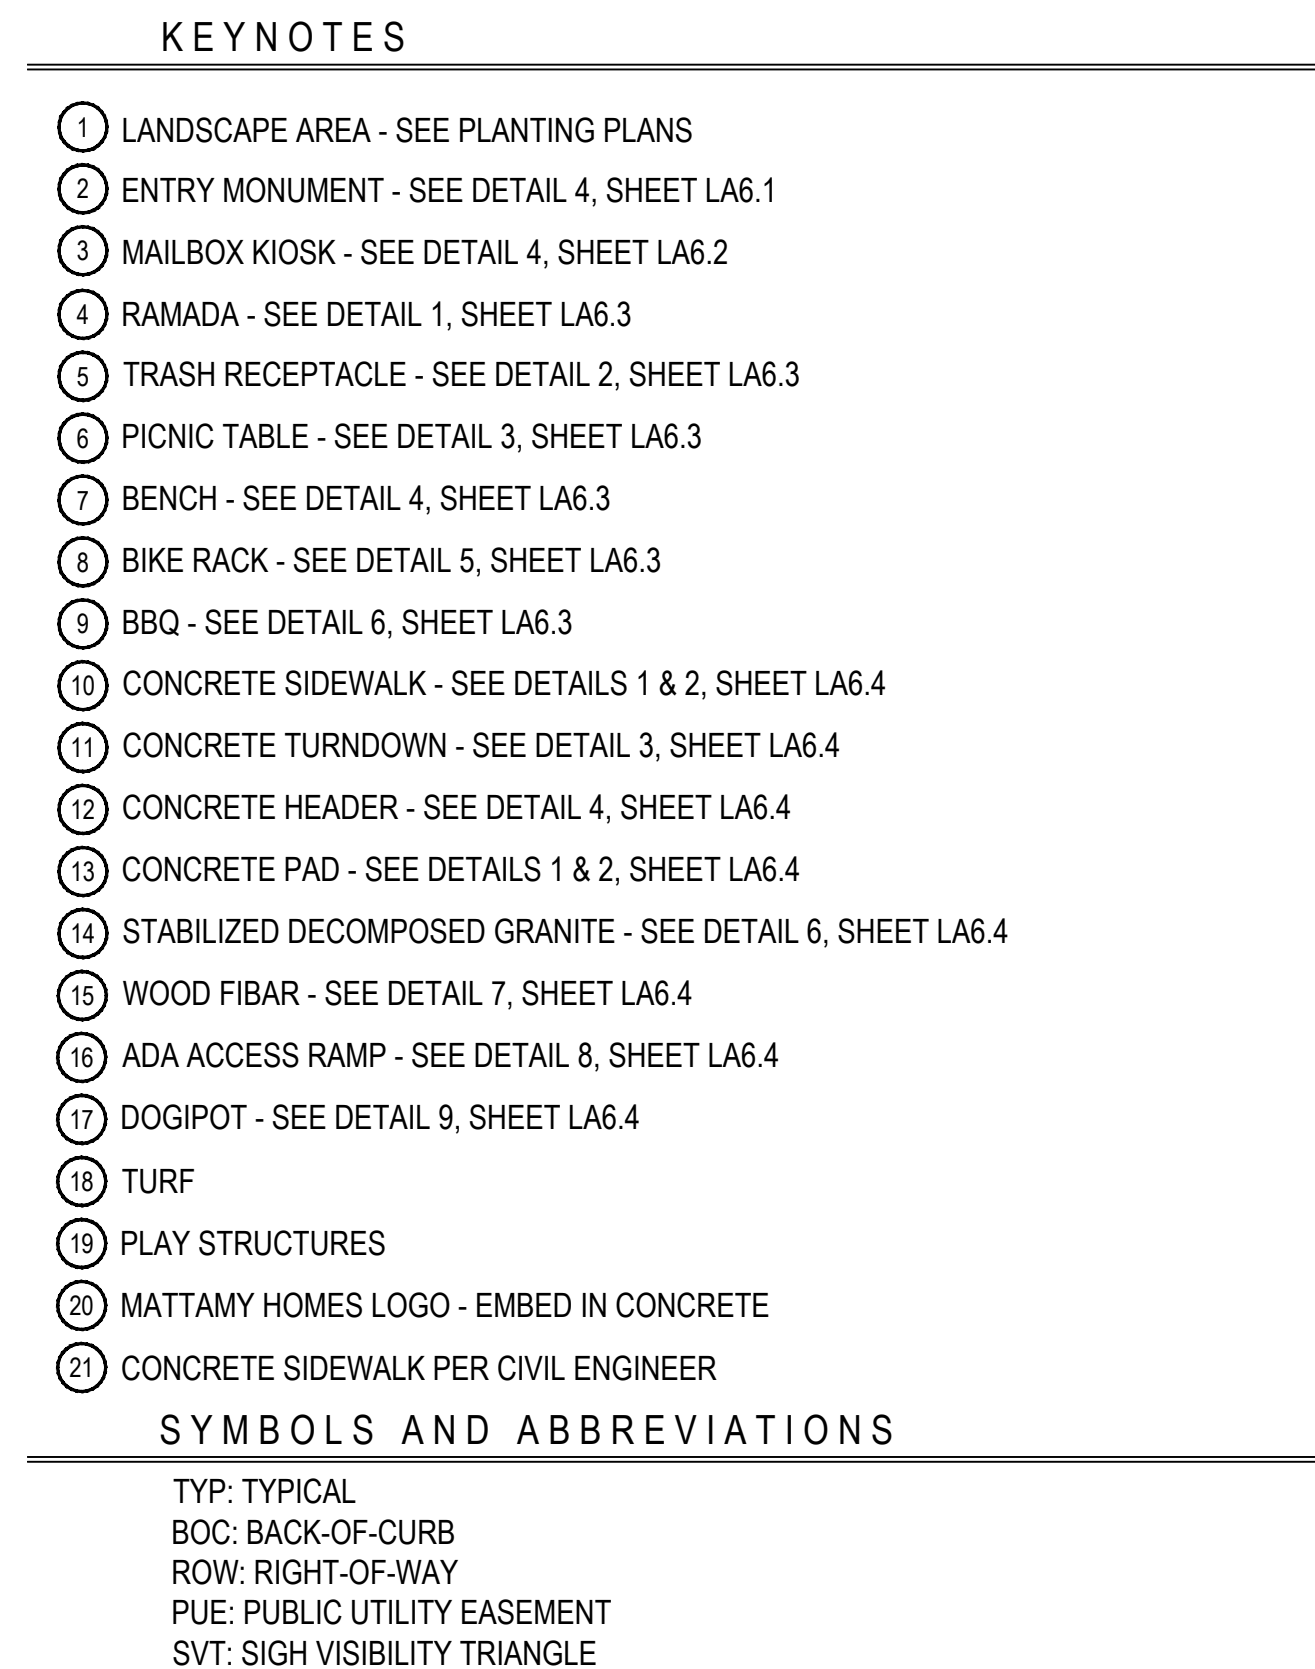 KEYNOTES
1 LANDSCAPE AREA - SEE PLANTING PLANS
2 ENTRY MONUMENT - SEE DETAIL 4, SHEET LA6.1
3 MAILBOX KIOSK - SEE DETAIL 4, SHEET LA6.2
4 RAMADA - SEE DETAIL 1, SHEET LA6.3
5 TRASH RECEPTACLE - SEE DETAIL 2, SHEET LA6.3
6 PICNIC TABLE - SEE DETAIL 3, SHEET LA6.3
7 BENCH - SEE DETAIL 4, SHEET LA6.3
8 BIKE RACK - SEE DETAIL 5, SHEET LA6.3
9 BBQ - SEE DETAIL 6, SHEET LA6.3
10 CONCRETE SIDEWALK - SEE DETAILS 1 & 2, SHEET LA6.4
11 CONCRETE TURNDOWN - SEE DETAIL 3, SHEET LA6.4
12 CONCRETE HEADER - SEE DETAIL 4, SHEET LA6.4
13 CONCRETE PAD - SEE DETAILS 1 & 2, SHEET LA6.4
14 STABILIZED DECOMPOSED GRANITE - SEE DETAIL 6, SHEET LA6.4
15 WOOD FIBAR - SEE DETAIL 7, SHEET LA6.4
16 ADA ACCESS RAMP - SEE DETAIL 8, SHEET LA6.4
17 DOGIPOT - SEE DETAIL 9, SHEET LA6.4
18 TURF
19 PLAY STRUCTURES
20 MATTAMY HOMES LOGO - EMBED IN CONCRETE
21 CONCRETE SIDEWALK PER CIVIL ENGINEER
SYMBOLS AND ABBREVIATIONS
TYP: TYPICAL
BOC: BACK-OF-CURB
ROW: RIGHT-OF-WAY
PUE: PUBLIC UTILITY EASEMENT
SVT: SIGH VISIBILITY TRIANGLE